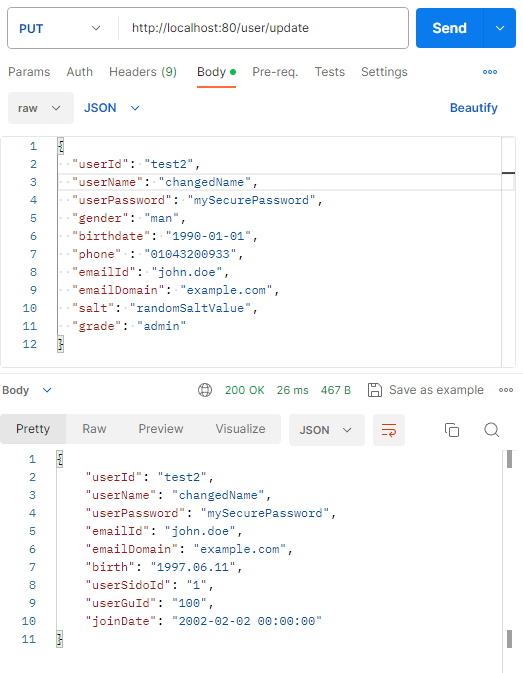 PUT http://localhost:80/user/update Send
Params Auth Headers (9) Body Pre-req. Tests Settings
raw JSON Beautify
1 {
2 "userId": "test2",
3 "userName": "changedName",
4 "userPassword": "mySecurePassword",
5 "gender": "man",
6 "birthdate": "1990-01-01",
7 "phone" : "01043200933",
8 "emailId": "john.doe",
9 "emailDomain": "example.com",
10 "salt": "randomSaltValue",
11 "grade": "admin"
12 }
Body 200 OK 26 ms 467 B Save as example
Pretty Raw Preview Visualize JSON
1 {
2 "userId": "test2",
3 "userName": "changedName",
4 "userPassword": "mySecurePassword",
5 "emailId": "john.doe",
6 "emailDomain": "example.com",
7 "birth": "1997.06.11",
8 "userSidoId": "1",
9 "userGuId": "100",
10 "joinDate": "2002-02-02 00:00:00"
11 }